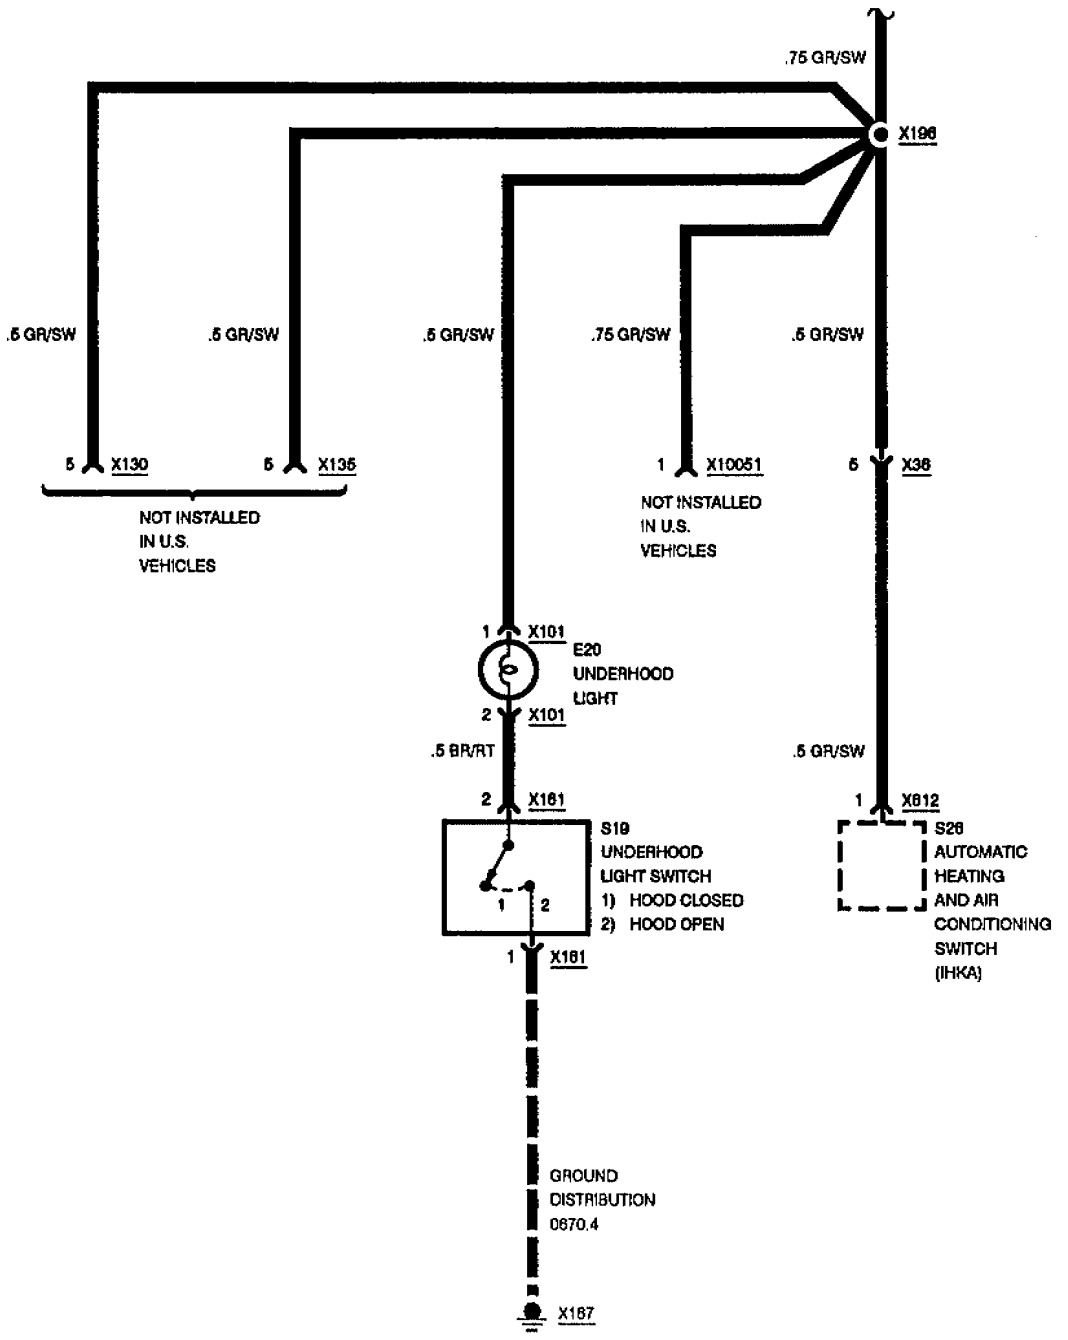 .75 GR/SW
X196
.5 GR/SW
.5 GR/SW
.5 GR/SW
.75 GR/SW
.5 GR/SW
5 X130
5 X135
1 X10051
5 X36
NOT INSTALLED
IN U.S.
VEHICLES
NOT INSTALLED
IN U.S.
VEHICLES
1 X101
E20
UNDERHOOD
LIGHT
2 X101
.5 BR/RT
.5 GR/SW
2 X161
1 X612
S19
UNDERHOOD
LIGHT SWITCH
1) HOOD CLOSED
2) HOOD OPEN
1 2
S26
AUTOMATIC
HEATING
AND AIR
CONDITIONING
SWITCH
(IHKA)
1 X161
GROUND
DISTRIBUTION
0670.4
X167